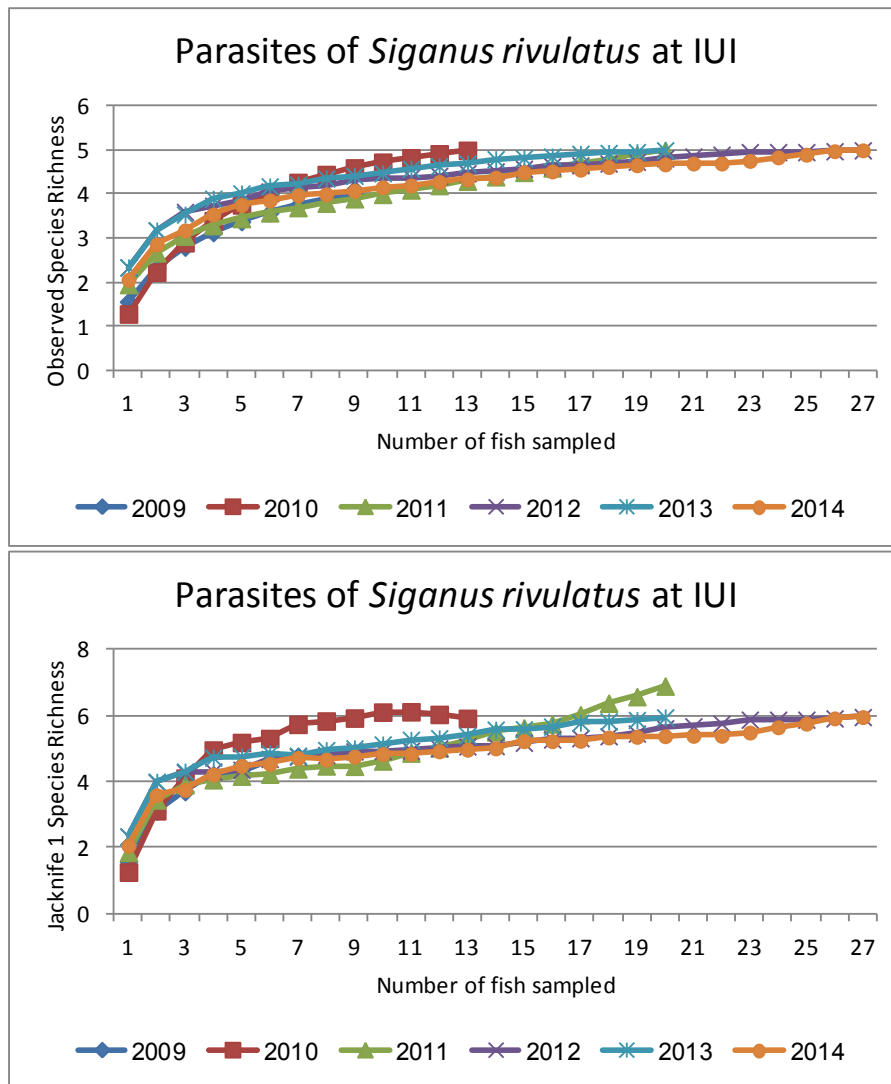 Parasites of Siganus rivulatus at IUI
6
5
4
3
2
1
0
Observed Species Richness
1 3 5 7 9 11 13 15 17 19 21 23 25 27
Number of fish sampled
2009 2010 2011 2012 2013 2014
Parasites of Siganus rivulatus at IUI
8
6
4
2
0
Jacknife 1 Species Richness
1 3 5 7 9 11 13 15 17 19 21 23 25 27
Number of fish sampled
2009 2010 2011 2012 2013 2014